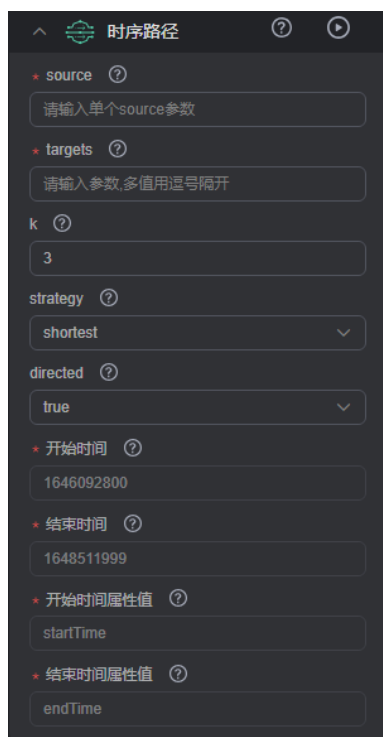 时序路径
* source
请输入单个source参数
* targets
请输入参数,多值用逗号隔开
k
3
strategy
shortest
directed
true
* 开始时间
1646092800
* 结束时间
1648511999
* 开始时间属性值
startTime
* 结束时间属性值
endTime